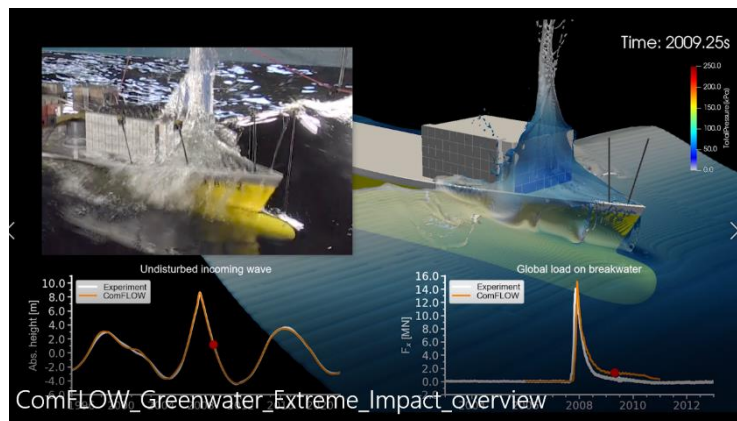 Time: 2009.25s
250.0
200.0
150.0
100.0
50.0
0.0
TotalPressure(kPa)
Undisturbed incoming wave
Experiment
ComFLOW
Abs. height [m]
10.0
8.0
6.0
4.0
2.0
0.0
-2.0
-4.0
Global load on breakwater
Experiment
ComFLOW
Fx [MN]
16.0
14.0
12.0
10.0
8.0
6.0
4.0
2.0
0.0
2008
2010
2012
ComFLOW_Greenwater_Extreme_Impact_overview